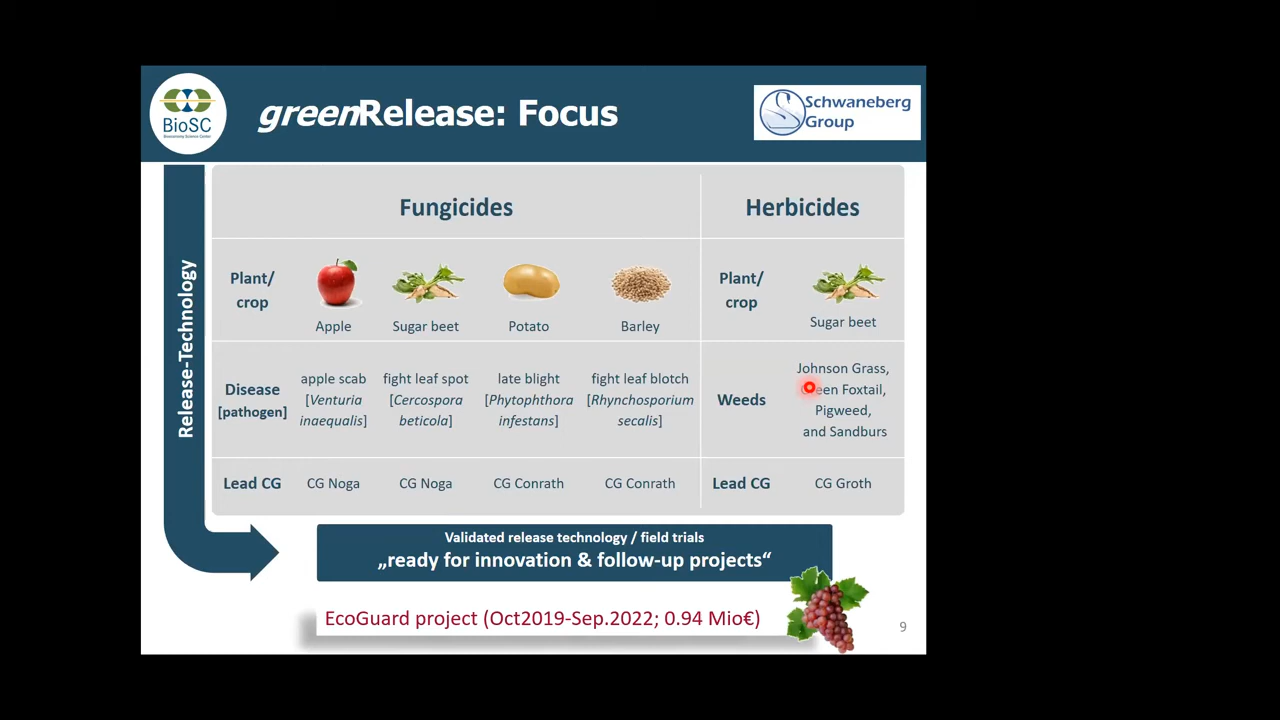 BioSC
greenRelease: Focus
Schwaneberg
Group
Release-Technology
Fungicides
Herbicides
Plant/
crop
Apple
Sugar beet
Potato
Barley
Plant/
crop
Sugar beet
Disease
[pathogen]
apple scab
[Venturia
inaequalis]
fight leaf spot
[Cercospora
beticola]
late blight
[Phytophthora
infestans]
fight leaf blotch
[Rhynchosporium
secalis]
Weeds
Johnson Grass,
Green Foxtail,
Pigweed,
and Sandburs
Lead CG
CG Noga
CG Noga
CG Conrath
CG Conrath
Lead CG
CG Groth
Validated release technology / field trials
„ready for innovation & follow-up projects“
EcoGuard project (Oct2019-Sep.2022; 0.94 Mio€)
9